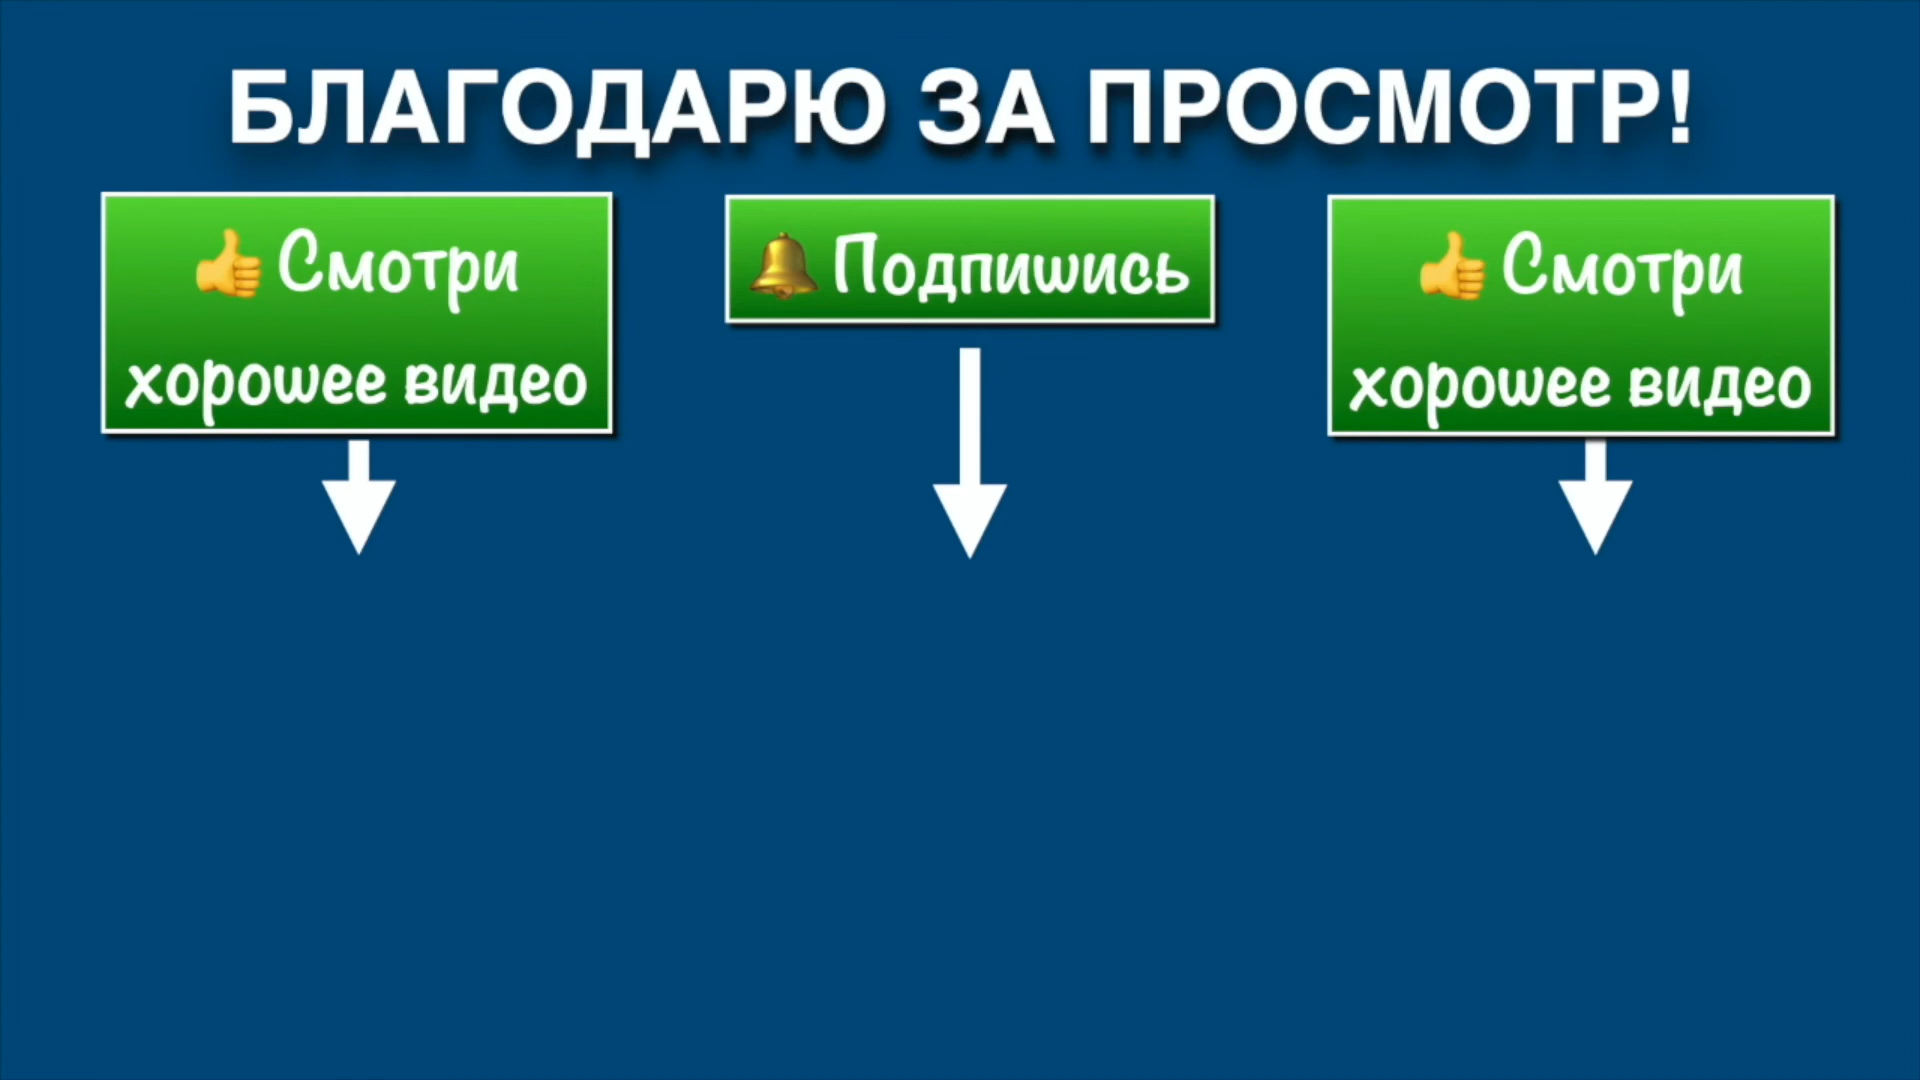 БЛАГОДАРЮ ЗА ПРОСМОТР!
👍 Смотри
хорошее видео
🔔 Подпишись
👍 Смотри
хорошее видео